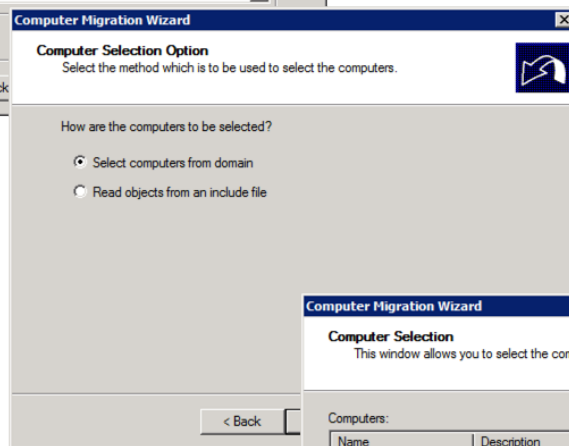 Computer Migration Wizard
Computer Selection Option
Select the method which is to be used to select the computers.
How are the computers to be selected?
Select computers from domain
Read objects from an include file
Computer Migration Wizard
Computer Selection
This window allows you to select the
< Back
Computers:
Name
Description